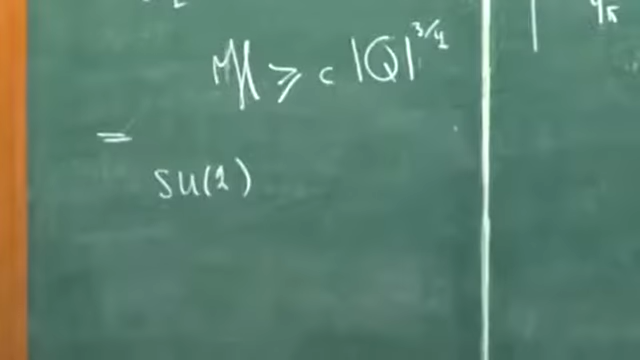 M ≥ c |Q|^{3/4}
=
SU(2)